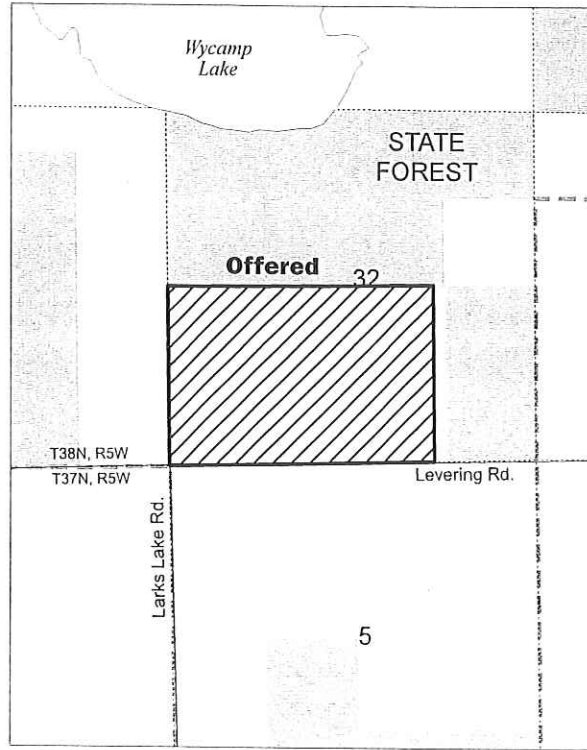 Wycamp
Lake
STATE
FOREST
Offered
32
T38N, R5W
T37N, R5W
Levering Rd.
Larks Lake Rd.
5